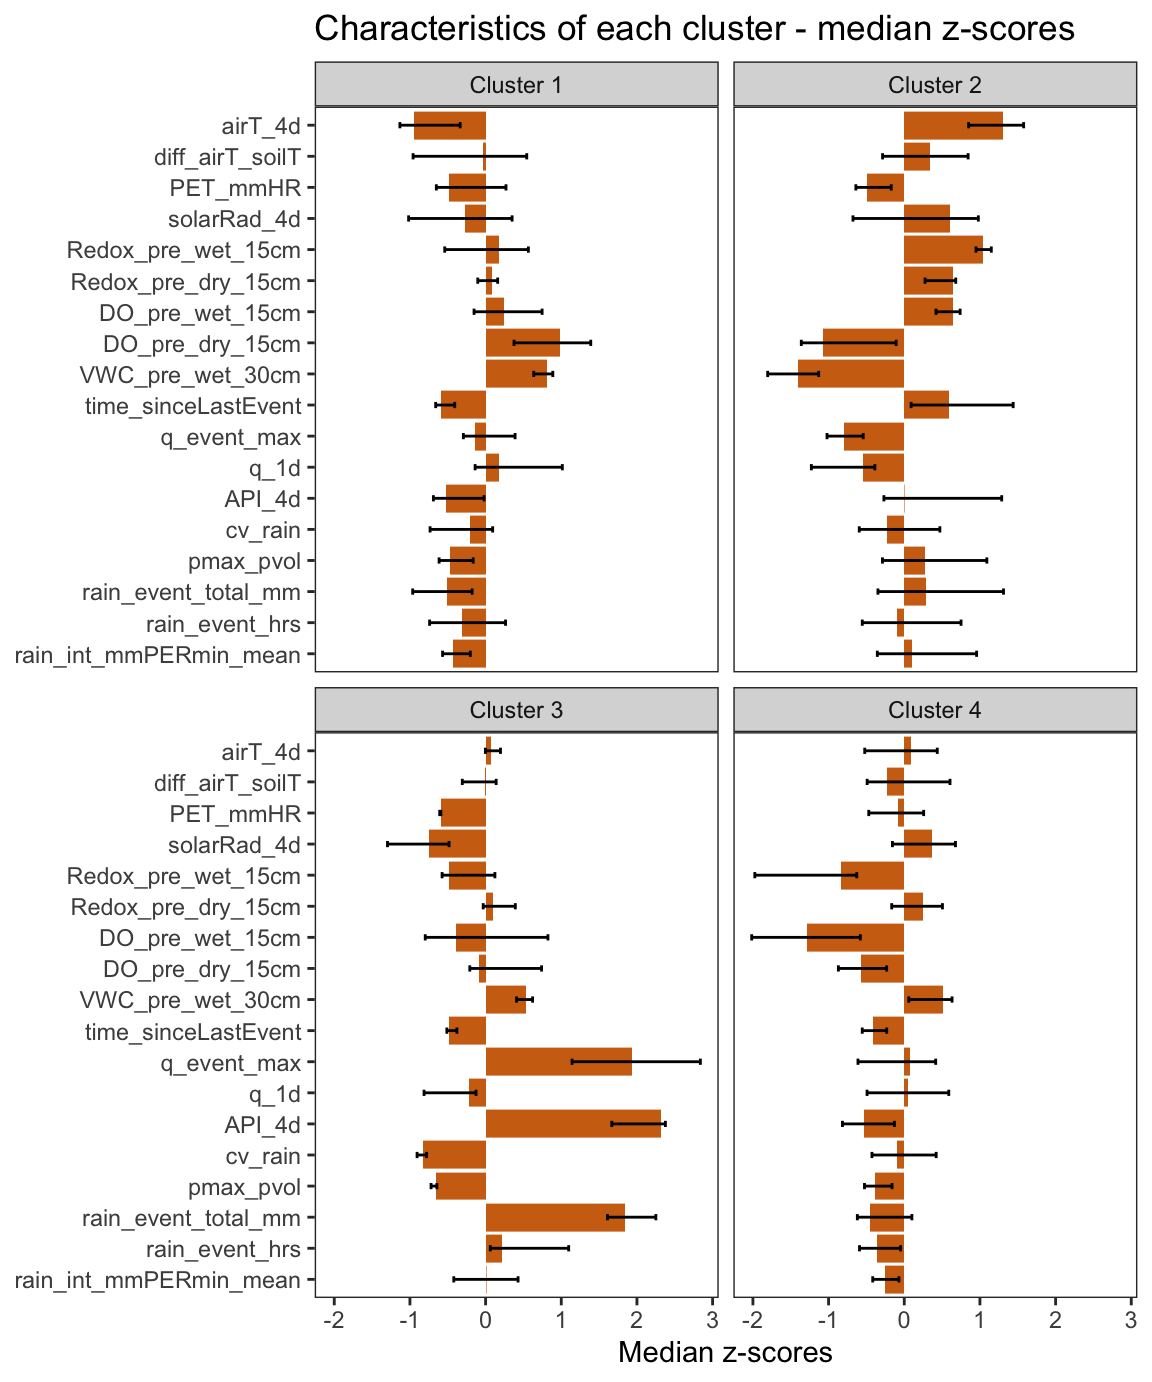 Characteristics of each cluster - median z-scores
Cluster 1
Cluster 2
airT_4d
diff_airT_soilT
PET_mmHR
solarRad_4d
Redox_pre_wet_15cm
Redox_pre_dry_15cm
DO_pre_wet_15cm
DO_pre_dry_15cm
VWC_pre_wet_30cm
time_sinceLastEvent
q_event_max
q_1d
API_4d
cv_rain
pmax_pvol
rain_event_total_mm
rain_event_hrs
rain_int_mmPERmin_mean
Cluster 3
Cluster 4
airT_4d
diff_airT_soilT
PET_mmHR
solarRad_4d
Redox_pre_wet_15cm
Redox_pre_dry_15cm
DO_pre_wet_15cm
DO_pre_dry_15cm
VWC_pre_wet_30cm
time_sinceLastEvent
q_event_max
q_1d
API_4d
cv_rain
pmax_pvol
rain_event_total_mm
rain_event_hrs
rain_int_mmPERmin_mean
-2 -1 0 1 2 3
-2 -1 0 1 2 3
Median z-scores